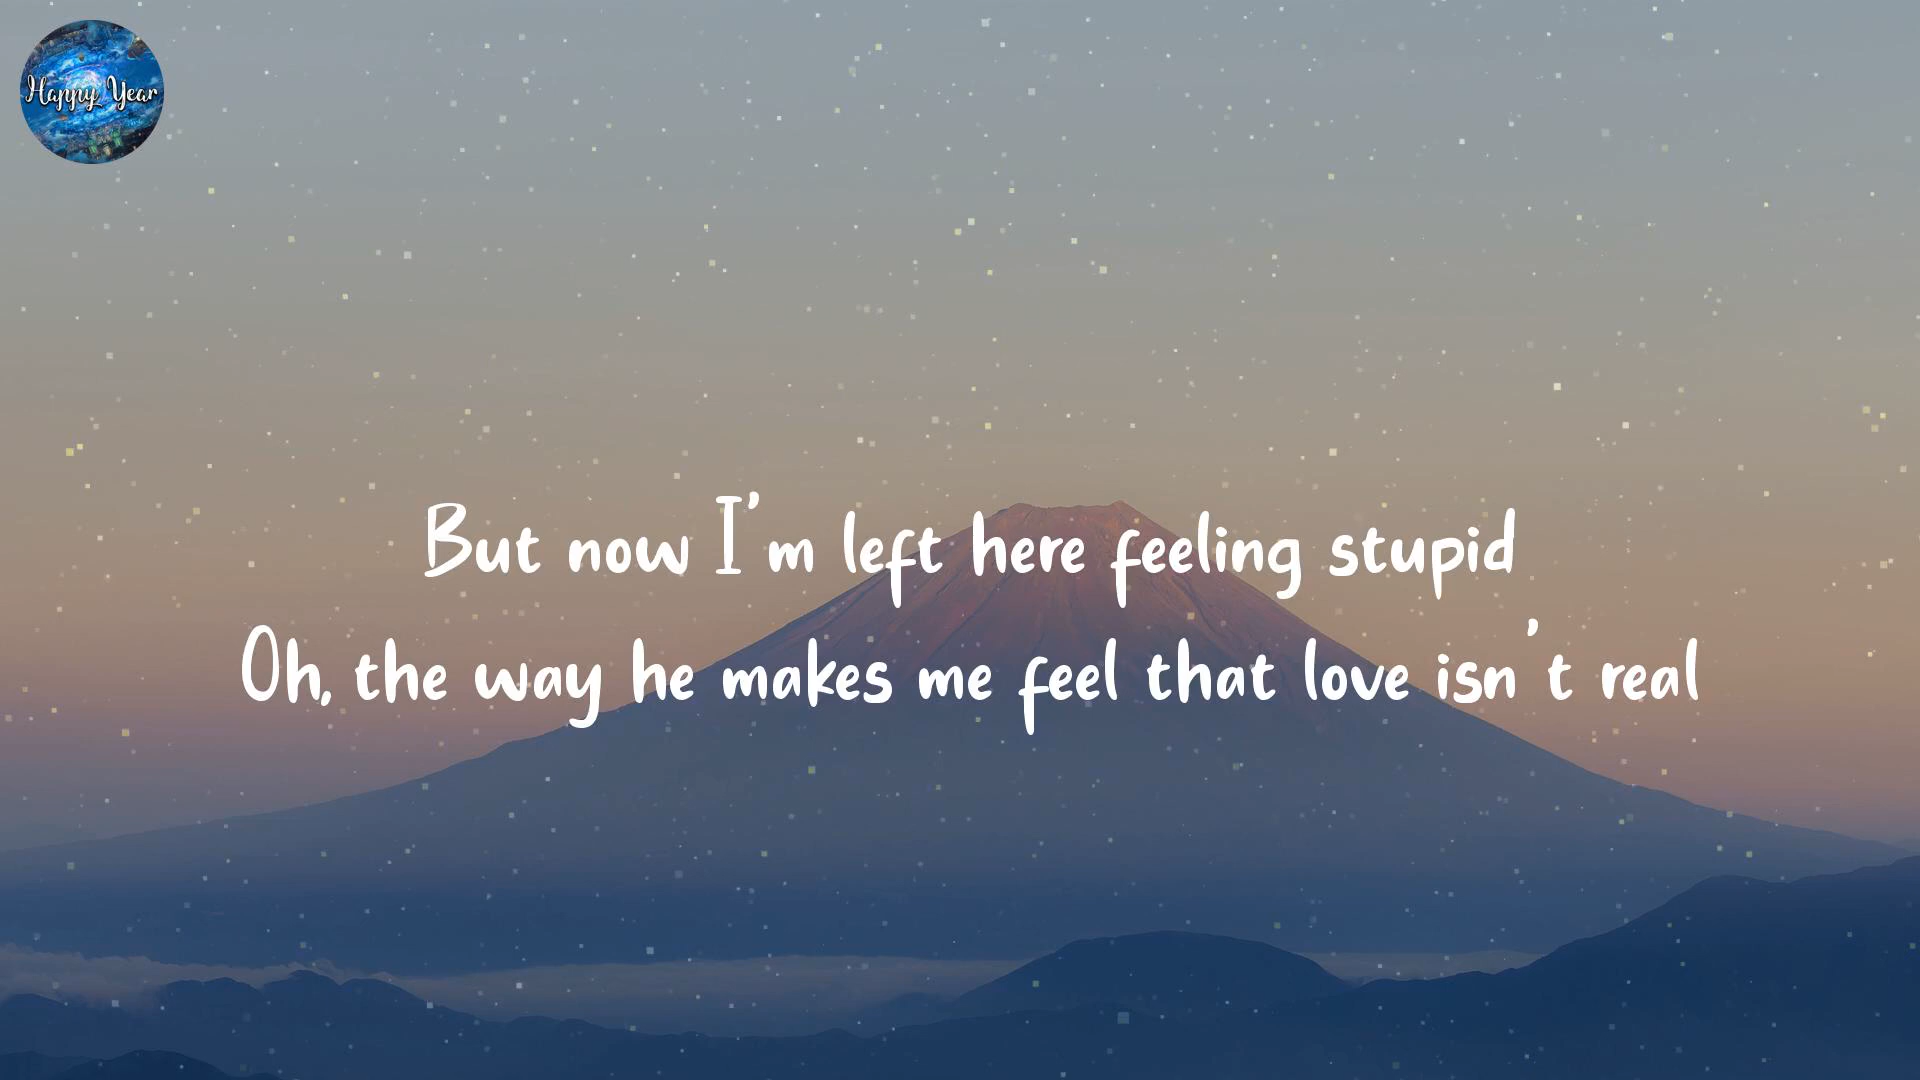 Happy Year
But now I'm left here feeling stupid
Oh, the way he makes me feel that love isn't real